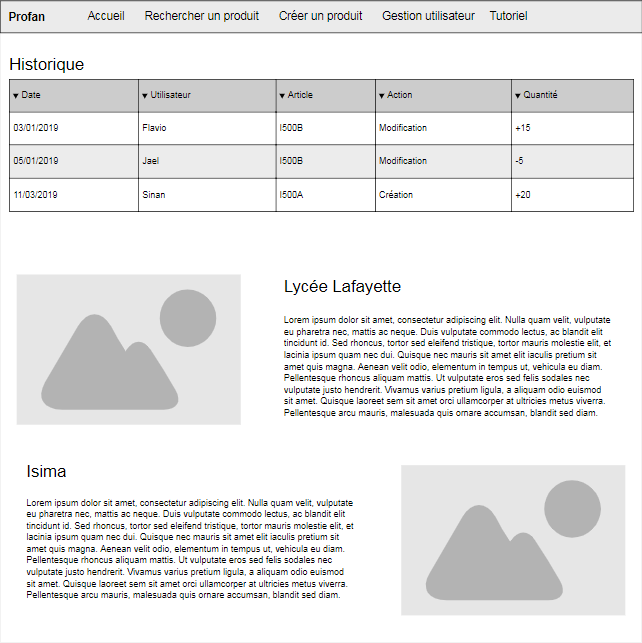 Profan Accueil Rechercher un produit Créer un produit Gestion utilisateur Tutoriel
Historique
▼ Date ▼ Utilisateur ▼ Article ▼ Action ▼ Quantité
03/01/2019 Flavio I500B Modification +15
05/01/2019 Jael I500B Modification -5
11/03/2019 Sinan I500A Création +20
Lycée Lafayette
Lorem ipsum dolor sit amet, consectetur adipiscing elit. Nulla quam velit, vulputate
eu pharetra nec, mattis ac neque. Duis vulputate commodo lectus, ac blandit elit
tincidunt id. Sed rhoncus, tortor sed eleifend tristique, tortor mauris molestie elit, et
lacinia ipsum quam nec dui. Quisque nec mauris sit amet elit iaculis pretium sit
amet quis magna. Aenean velit odio, elementum in tempus ut, vehicula eu diam.
Pellentesque rhoncus aliquam mattis. Ut vulputate eros sed felis sodales nec
vulputate justo hendrerit. Vivamus varius pretium ligula, a aliquam odio euismod
sit amet. Quisque laoreet sem sit amet orci ullamcorper at ultricies metus viverra.
Pellentesque arcu mauris, malesuada quis ornare accumsan, blandit sed diam.
Isima
Lorem ipsum dolor sit amet, consectetur adipiscing elit. Nulla quam velit, vulputate
eu pharetra nec, mattis ac neque. Duis vulputate commodo lectus, ac blandit elit
tincidunt id. Sed rhoncus, tortor sed eleifend tristique, tortor mauris molestie elit, et
lacinia ipsum quam nec dui. Quisque nec mauris sit amet elit iaculis pretium sit
amet quis magna. Aenean velit odio, elementum in tempus ut, vehicula eu diam.
Pellentesque rhoncus aliquam mattis. Ut vulputate eros sed felis sodales nec
vulputate justo hendrerit. Vivamus varius pretium ligula, a aliquam odio euismod
sit amet. Quisque laoreet sem sit amet orci ullamcorper at ultricies metus viverra.
Pellentesque arcu mauris, malesuada quis ornare accumsan, blandit sed diam.